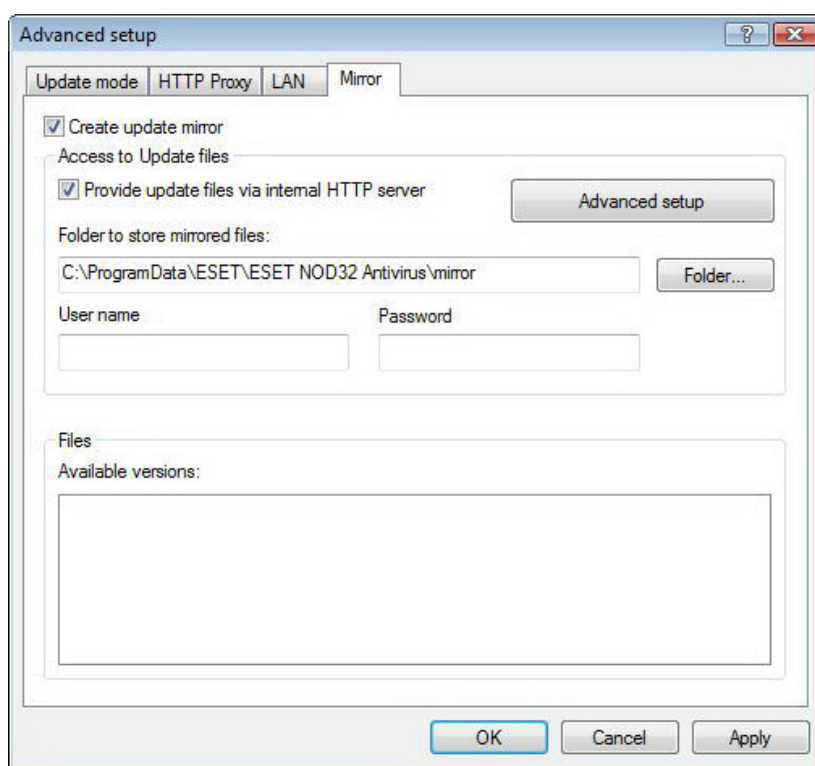 Advanced setup
Update mode HTTP Proxy LAN Mirror
Create update mirror
Access to Update files
Provide update files via internal HTTP server
Advanced setup
Folder to store mirrored files:
C:\ProgramData\ESET\ESET NOD32 Antivirus\mirror
Folder...
User name Password
Files
Available versions:
OK Cancel Apply